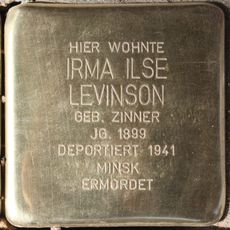 HIER WOHNTE
IRMA ILSE
LEVINSON
GEB. ZINNER
JG. 1899
DEPORTIERT 1941
MINSK
ERMORDET